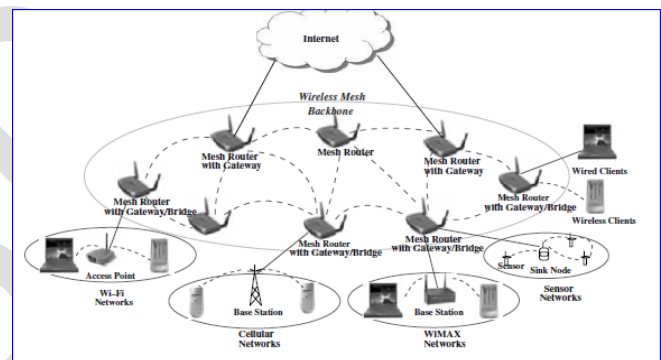 Internet
Wireless Mesh
Backbone
Mesh Router
with Gateway
Mesh Router
Mesh Router
with Gateway
Wired Clients
Mesh Router
with Gateway/Bridge
Mesh Router
with Gateway/Bridge
Wireless Clients
Mesh Router
with Gateway/Bridge
Mesh Router
with Gateway/Bridge
Access Point
Wi-Fi
Networks
Base Station
Cellular
Networks
Base Station
WiMAX
Networks
Sensor
Sink Node
Sensor
Networks